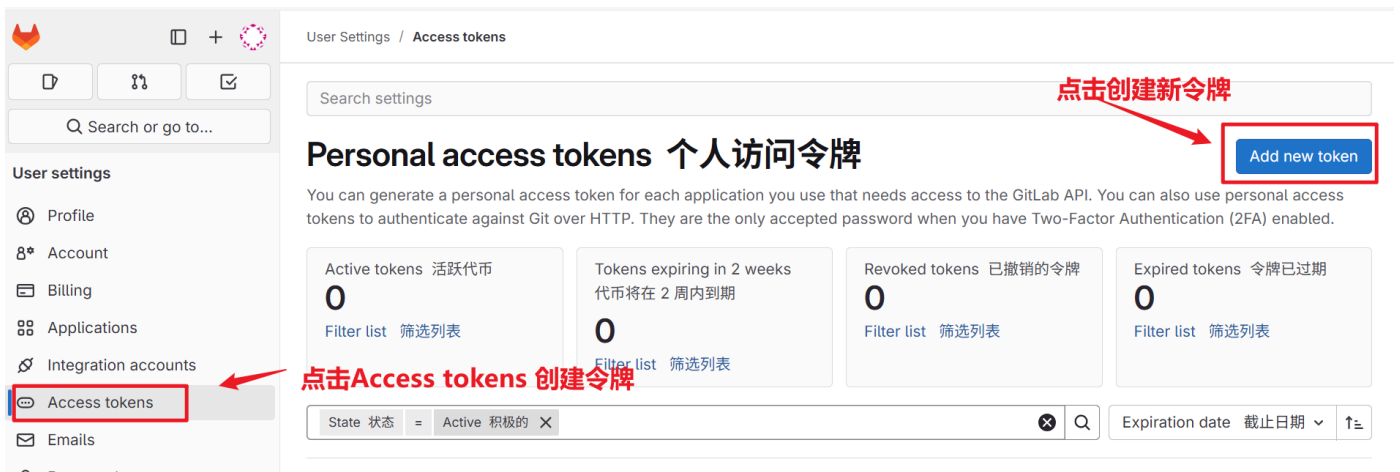 User Settings / Access tokens
Search settings
点击创建新令牌
Search or go to...
Personal access tokens 个人访问令牌
Add new token
User settings
You can generate a personal access token for each application you use that needs access to the GitLab API. You can also use personal access
tokens to authenticate against Git over HTTP. They are the only accepted password when you have Two-Factor Authentication (2FA) enabled.
Profile
Account
Billing
Applications
Integration accounts
Access tokens
Emails
Active tokens 活跃代币
0
Filter list 筛选列表
Tokens expiring in 2 weeks
代币将在 2 周内到期
0
Filter list 筛选列表
Revoked tokens 已撤销的令牌
0
Filter list 筛选列表
Expired tokens 令牌已过期
0
Filter list 筛选列表
点击Access tokens 创建令牌
State 状态 = Active 积极的
Expiration date 截止日期